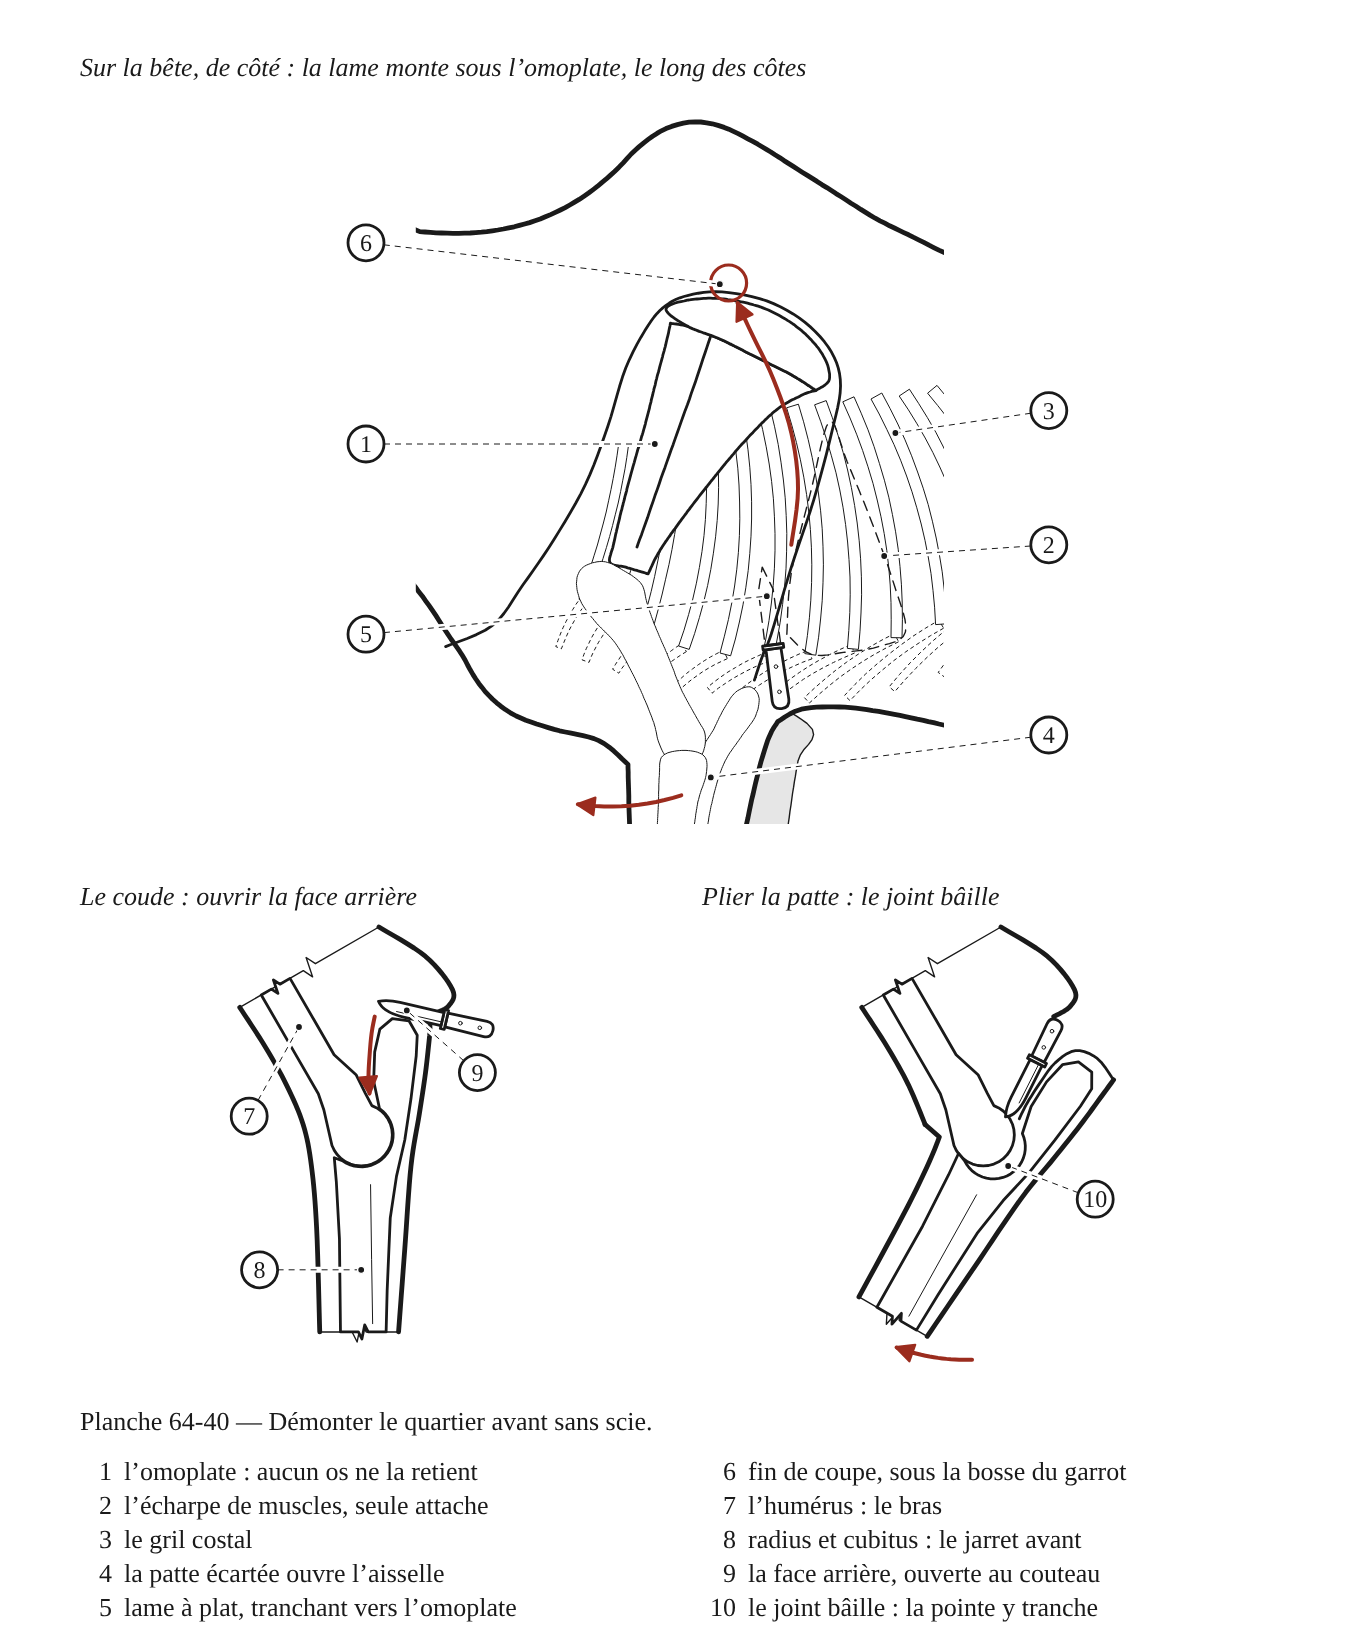 Sur la bête, de côté : la lame monte sous l’omoplate, le long des côtes
6
1
3
2
5
4
Le coude : ouvrir la face arrière
Plier la patte : le joint bâille
9
7
10
8
Planche 64-40 — Démonter le quartier avant sans scie.
1 l’omoplate : aucun os ne la retient
2 l’écharpe de muscles, seule attache
3 le gril costal
4 la patte écartée ouvre l’aisselle
5 lame à plat, tranchant vers l’omoplate
6 fin de coupe, sous la bosse du garrot
7 l’humérus : le bras
8 radius et cubitus : le jarret avant
9 la face arrière, ouverte au couteau
10 le joint bâille : la pointe y tranche